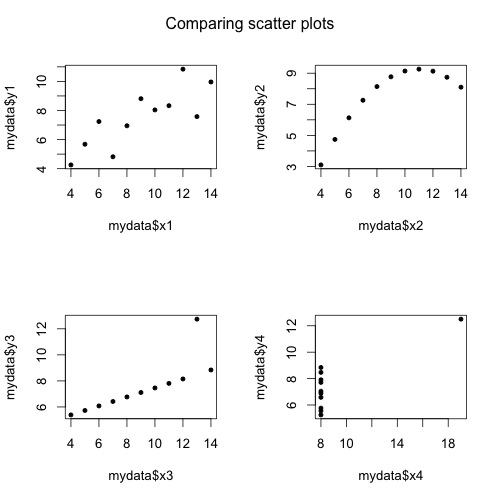 Comparing scatter plots
mydata$y1
4 6 8 10
4 6 8 10 12 14
mydata$x1
mydata$y2
3 5 7 9
4 6 8 10 12 14
mydata$x2
mydata$y3
6 8 10 12
4 6 8 10 12 14
mydata$x3
mydata$y4
6 8 10 12
8 10 14 18
mydata$x4